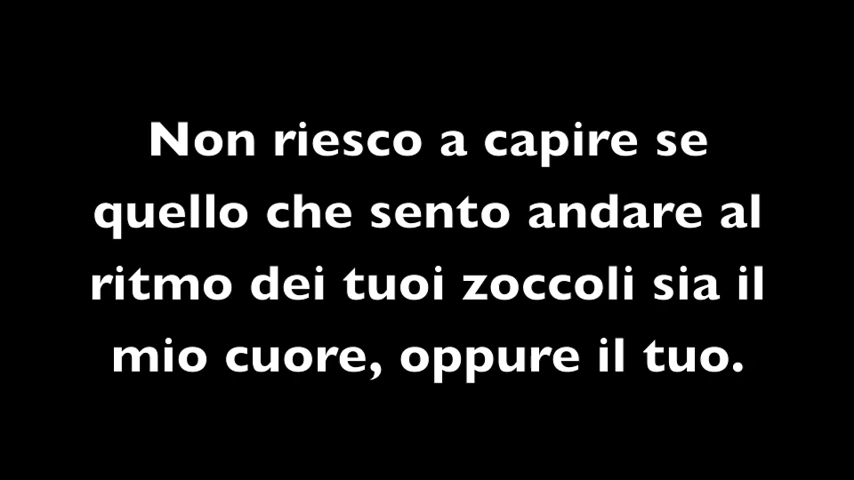 Non riesco a capire se
quello che sento andare al
ritmo dei tuoi zoccoli sia il
mio cuore, oppure il tuo.